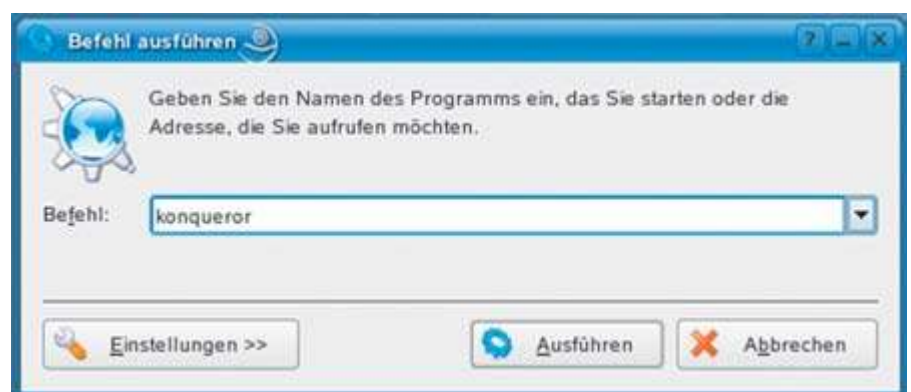 Befehl ausführen
Geben Sie den Namen des Programms ein, das Sie starten oder die
Adresse, die Sie aufrufen möchten.
Befehl: konqueror
Einstellungen >> Ausführen Abbrechen